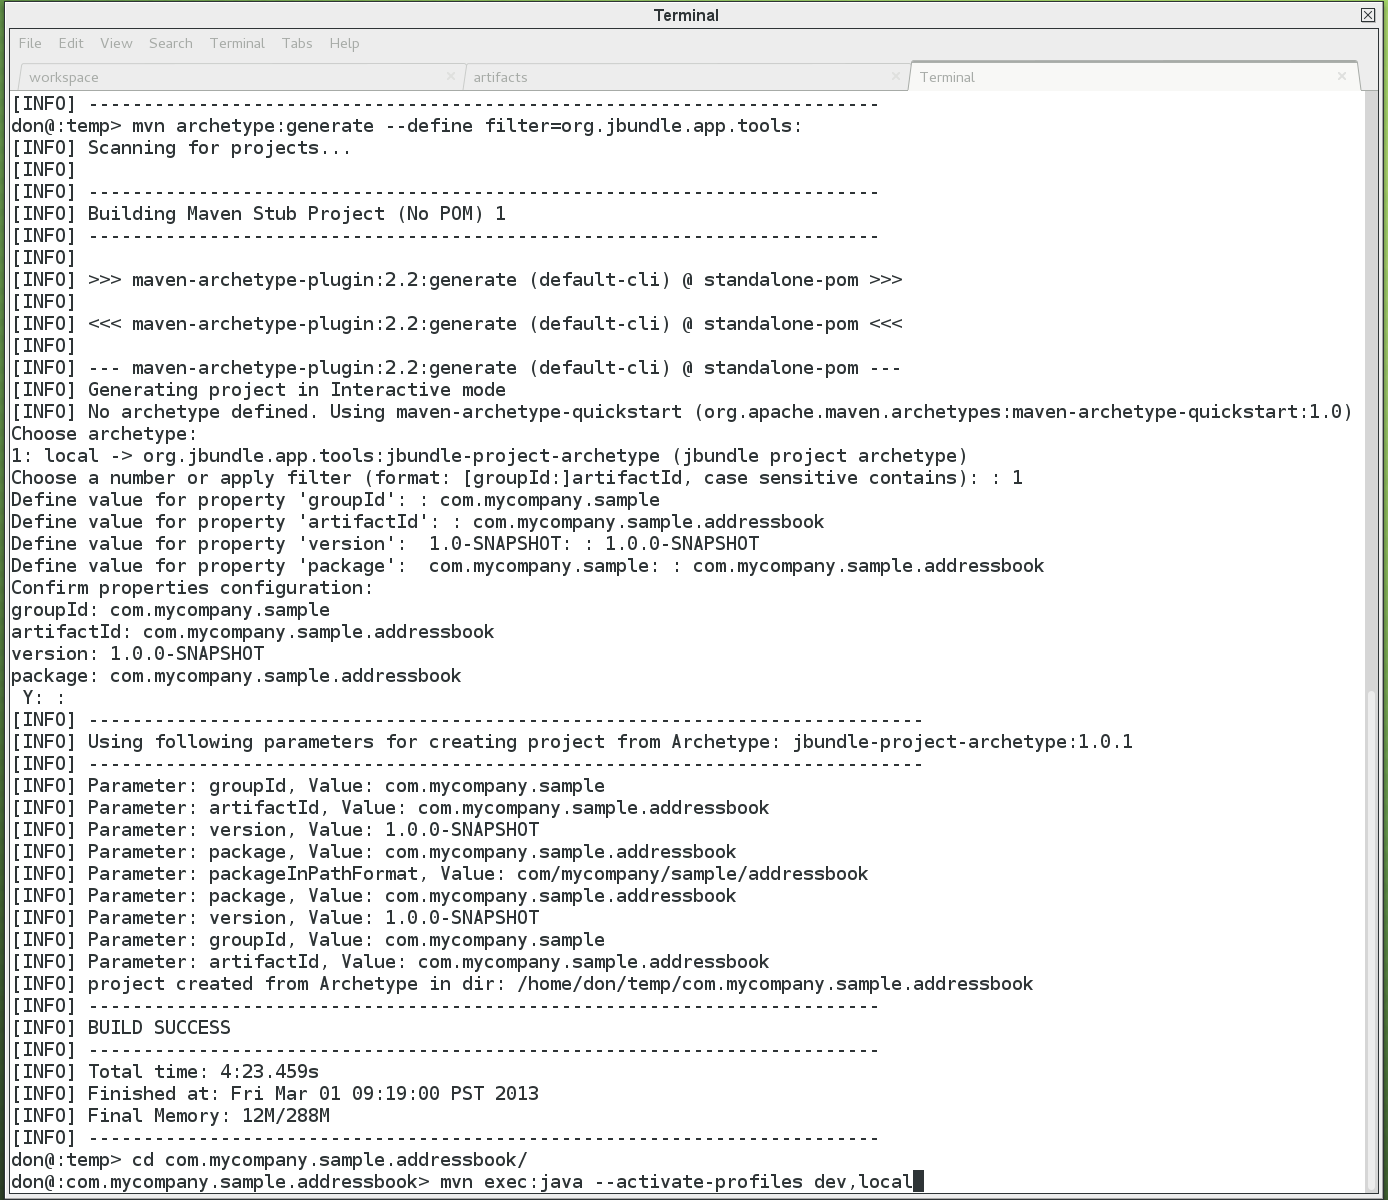 Terminal
File Edit View Search Terminal Tabs Help
workspace artifacts Terminal
[INFO] ------------------------------------------------------------------------
don@:temp> mvn archetype:generate --define filter=org.jbundle.app.tools:
[INFO] Scanning for projects...
[INFO]
[INFO] ------------------------------------------------------------------------
[INFO] Building Maven Stub Project (No POM) 1
[INFO] ------------------------------------------------------------------------
[INFO]
[INFO] >>> maven-archetype-plugin:2.2:generate (default-cli) @ standalone-pom >>>
[INFO]
[INFO] <<< maven-archetype-plugin:2.2:generate (default-cli) @ standalone-pom <<<
[INFO]
[INFO] --- maven-archetype-plugin:2.2:generate (default-cli) @ standalone-pom ---
[INFO] Generating project in Interactive mode
[INFO] No archetype defined. Using maven-archetype-quickstart (org.apache.maven.archetypes:maven-archetype-quickstart:1.0)
Choose archetype:
1: local -> org.jbundle.app.tools:jbundle-project-archetype (jbundle project archetype)
Choose a number or apply filter (format: [groupId:]artifactId, case sensitive contains): : 1
Define value for property 'groupId': : com.mycompany.sample
Define value for property 'artifactId': : com.mycompany.sample.addressbook
Define value for property 'version':  1.0-SNAPSHOT: : 1.0.0-SNAPSHOT
Define value for property 'package':  com.mycompany.sample: : com.mycompany.sample.addressbook
Confirm properties configuration:
groupId: com.mycompany.sample
artifactId: com.mycompany.sample.addressbook
version: 1.0.0-SNAPSHOT
package: com.mycompany.sample.addressbook
 Y: :
[INFO] ----------------------------------------------------------------------------
[INFO] Using following parameters for creating project from Archetype: jbundle-project-archetype:1.0.1
[INFO] ----------------------------------------------------------------------------
[INFO] Parameter: groupId, Value: com.mycompany.sample
[INFO] Parameter: artifactId, Value: com.mycompany.sample.addressbook
[INFO] Parameter: version, Value: 1.0.0-SNAPSHOT
[INFO] Parameter: package, Value: com.mycompany.sample.addressbook
[INFO] Parameter: packageInPathFormat, Value: com/mycompany/sample/addressbook
[INFO] Parameter: package, Value: com.mycompany.sample.addressbook
[INFO] Parameter: version, Value: 1.0.0-SNAPSHOT
[INFO] Parameter: groupId, Value: com.mycompany.sample
[INFO] Parameter: artifactId, Value: com.mycompany.sample.addressbook
[INFO] project created from Archetype in dir: /home/don/temp/com.mycompany.sample.addressbook
[INFO] ------------------------------------------------------------------------
[INFO] BUILD SUCCESS
[INFO] ------------------------------------------------------------------------
[INFO] Total time: 4:23.459s
[INFO] Finished at: Fri Mar 01 09:19:00 PST 2013
[INFO] Final Memory: 12M/288M
[INFO] ------------------------------------------------------------------------
don@:temp> cd com.mycompany.sample.addressbook/
don@:com.mycompany.sample.addressbook> mvn exec:java --activate-profiles dev,local